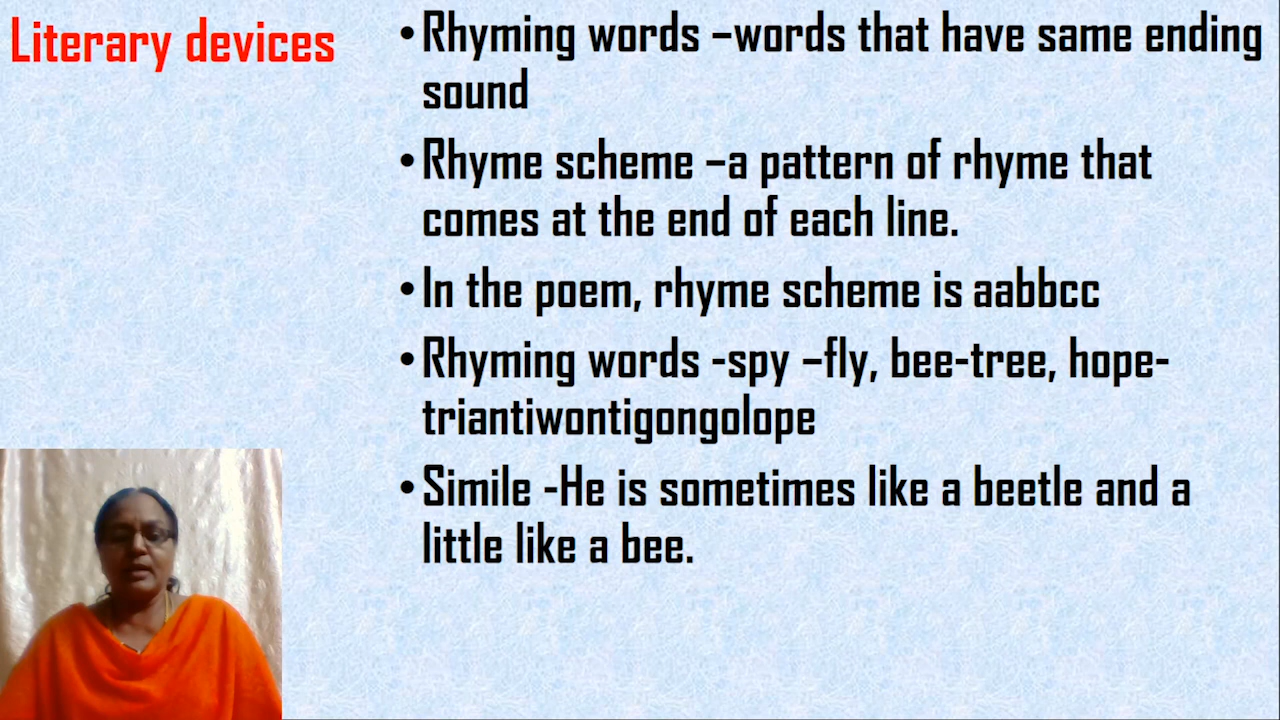 Literary devices
•Rhyming words –words that have same ending
sound
•Rhyme scheme –a pattern of rhyme that
comes at the end of each line.
•In the poem, rhyme scheme is aabbcc
•Rhyming words -spy –fly, bee-tree, hope-
triantiwontigongolope
•Simile -He is sometimes like a beetle and a
little like a bee.